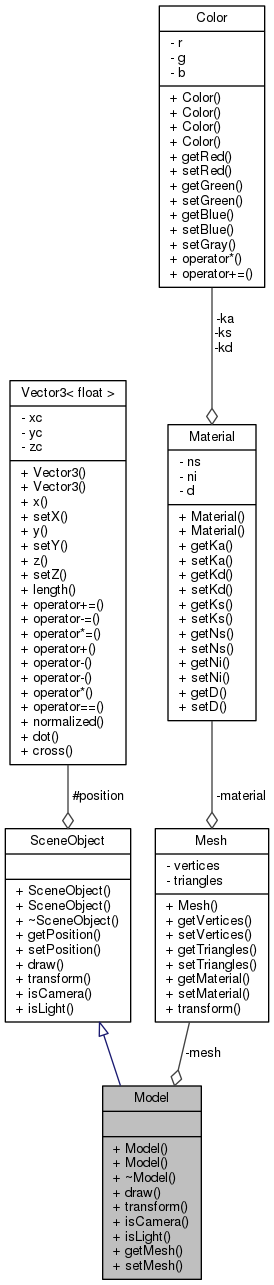 Color
- r
- g
- b
+ Color()
+ Color()
+ Color()
+ Color()
+ getRed()
+ setRed()
+ getGreen()
+ setGreen()
+ getBlue()
+ setBlue()
+ setGray()
+ operator*()
+ operator+=()
-ka
-ks
-kd
Vector3< float >
- xc
- yc
- zc
+ Vector3()
+ Vector3()
+ x()
+ setX()
+ y()
+ setY()
+ z()
+ setZ()
+ length()
+ operator+=()
+ operator-=()
+ operator*=()
+ operator+()
+ operator-()
+ operator-()
+ operator*()
+ operator==()
+ normalized()
+ dot()
+ cross()
Material
- ns
- ni
- d
+ Material()
+ Material()
+ getKa()
+ setKa()
+ getKd()
+ setKd()
+ getKs()
+ setKs()
+ getNs()
+ setNs()
+ getNi()
+ setNi()
+ getD()
+ setD()
#position
-material
SceneObject
+ SceneObject()
+ SceneObject()
+ ~SceneObject()
+ getPosition()
+ setPosition()
+ draw()
+ transform()
+ isCamera()
+ isLight()
Mesh
- vertices
- triangles
+ Mesh()
+ getVertices()
+ setVertices()
+ getTriangles()
+ setTriangles()
+ getMaterial()
+ setMaterial()
+ transform()
-mesh
Model
+ Model()
+ Model()
+ ~Model()
+ draw()
+ transform()
+ isCamera()
+ isLight()
+ getMesh()
+ setMesh()